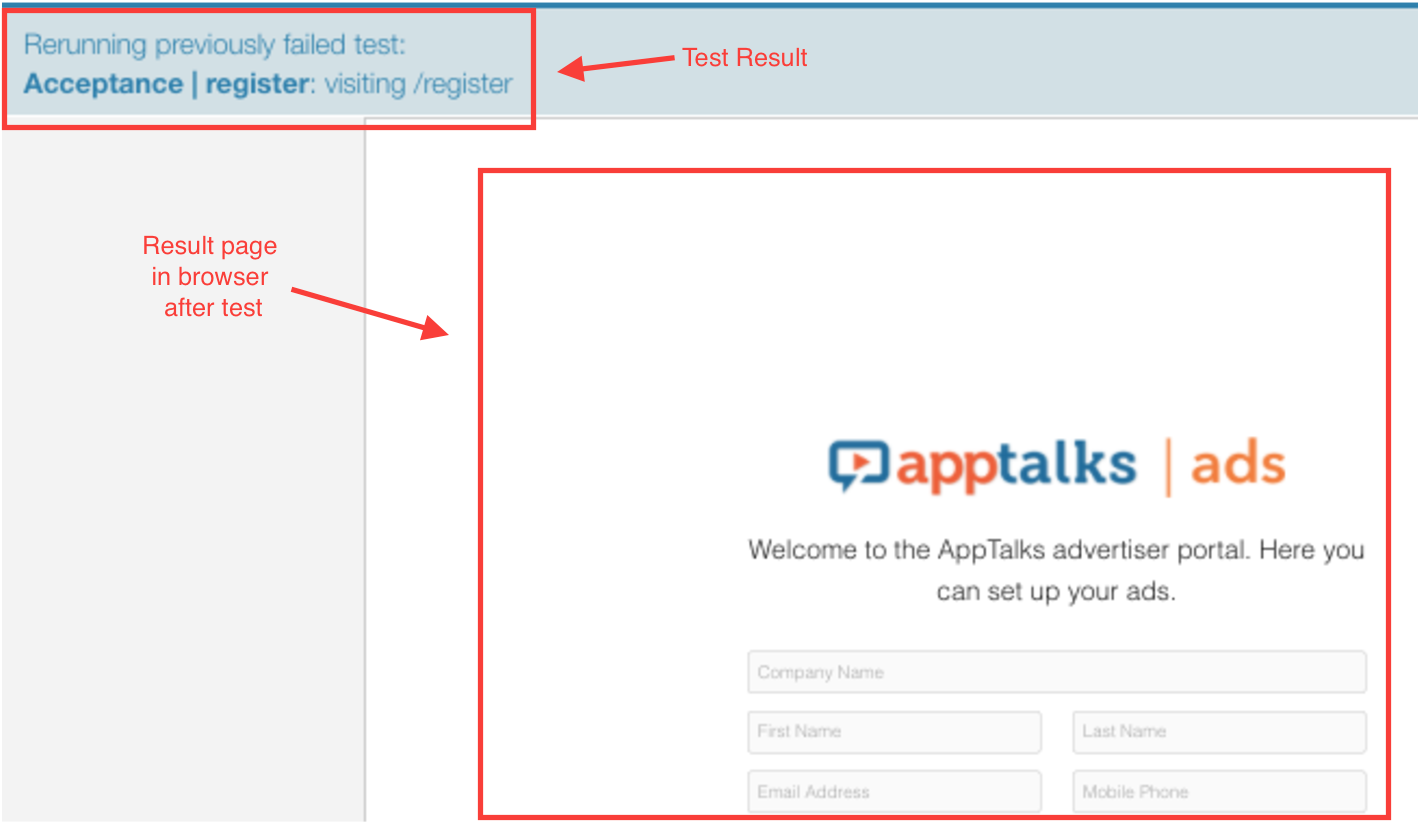 Rerunning previously failed test:
Acceptance | register: visiting /register
Test Result
Result page
in browser
after test
apptalks | ads
Welcome to the AppTalks advertiser portal. Here you
can set up your ads.
Company Name
First Name
Last Name
Email Address
Mobile Phone